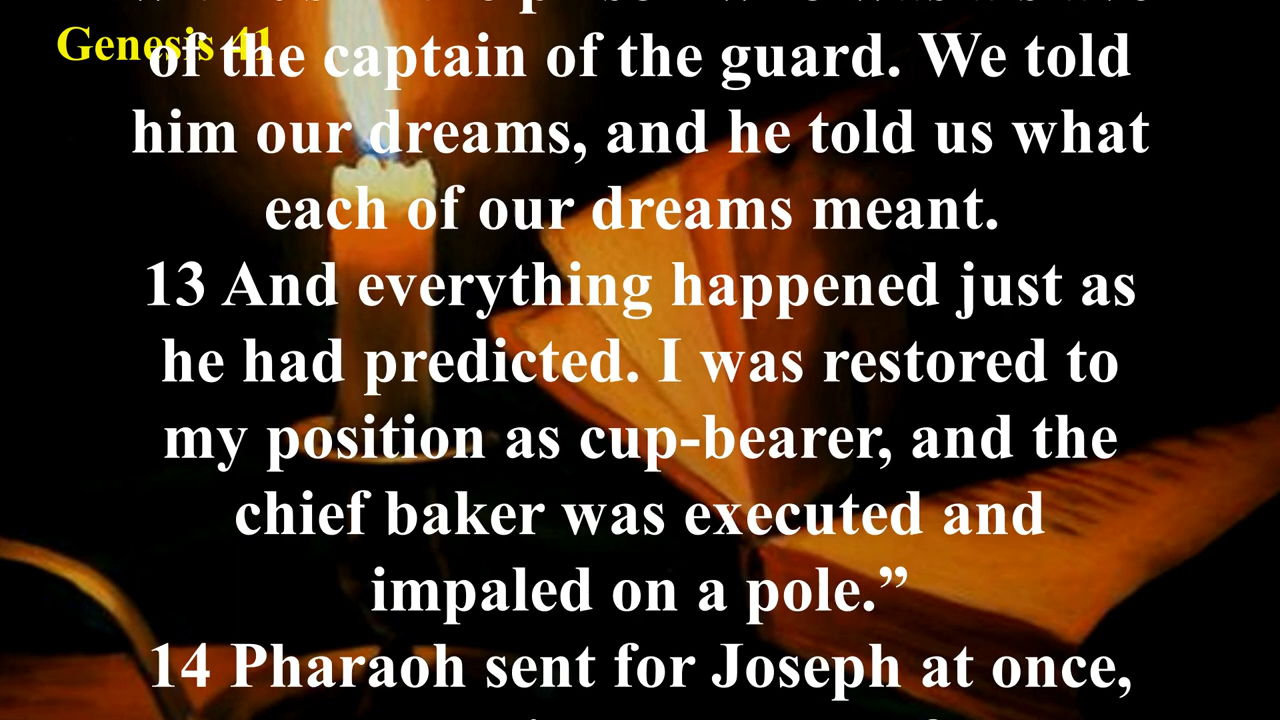 Genesis 41
of the captain of the guard. We told
him our dreams, and he told us what
each of our dreams meant.
13 And everything happened just as
he had predicted. I was restored to
my position as cup-bearer, and the
chief baker was executed and
impaled on a pole.”
14 Pharaoh sent for Joseph at once,